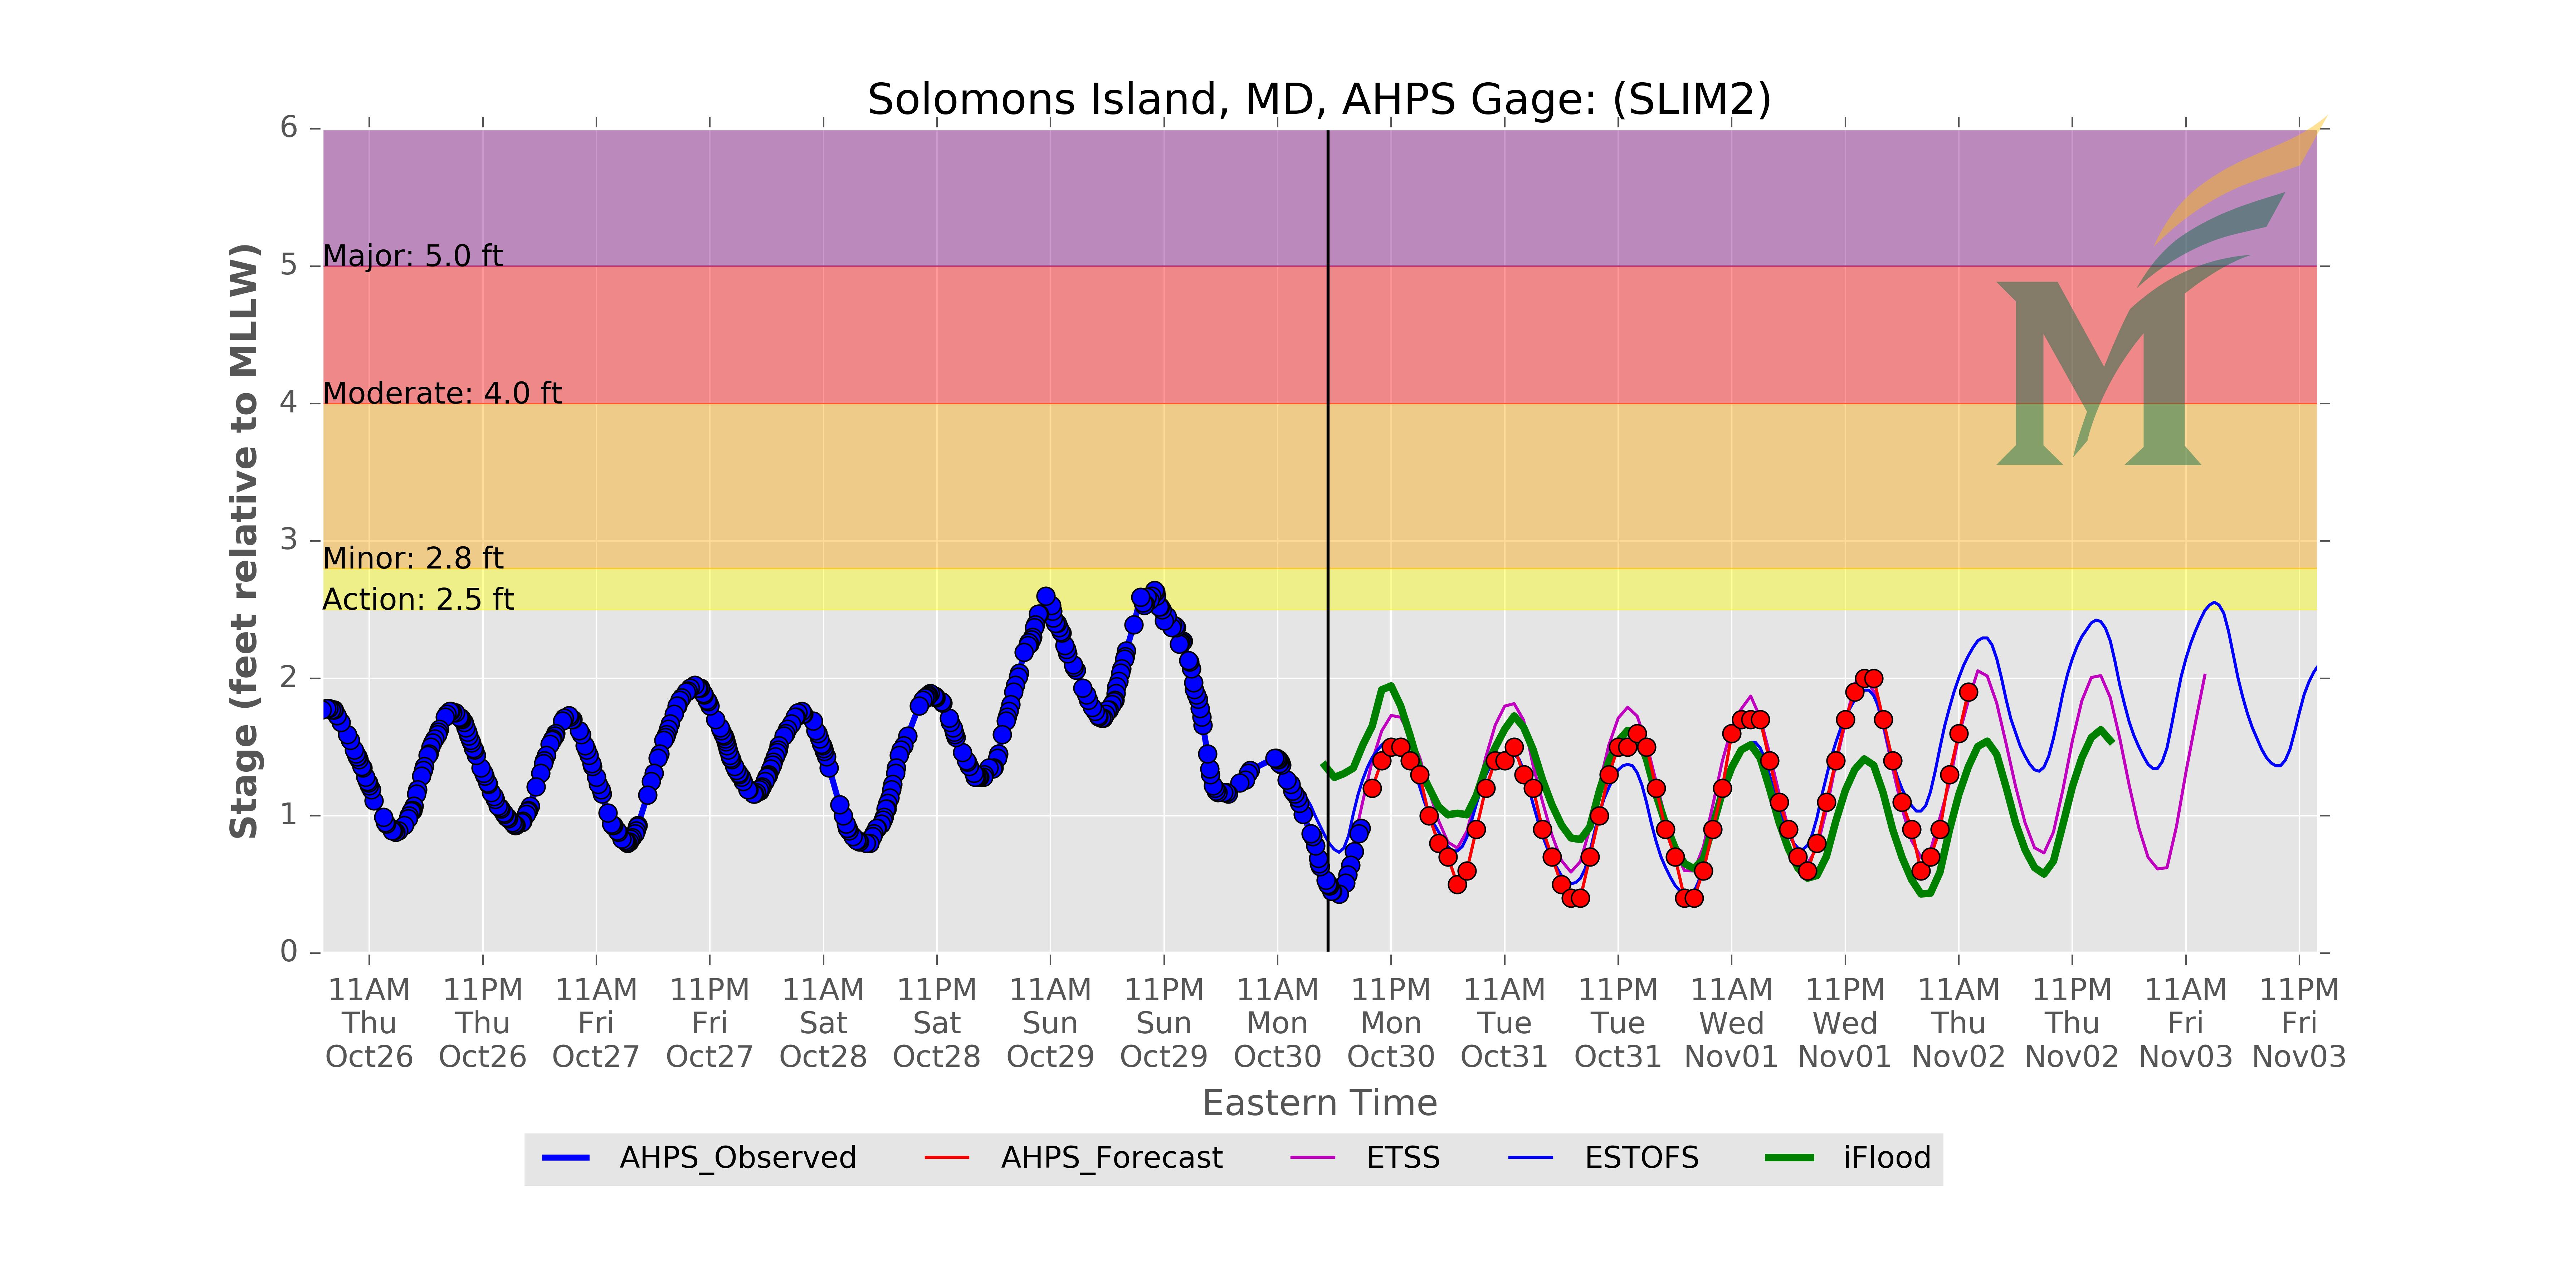 Solomons Island, MD, AHPS Gage: (SLIM2)
Stage (feet relative to MLLW)
6
5
4
3
2
1
0
Major: 5.0 ft
Moderate: 4.0 ft
Minor: 2.8 ft
Action: 2.5 ft
11AM 11PM 11AM 11PM 11AM 11PM 11AM 11PM 11AM 11PM 11AM 11PM 11AM 11PM 11AM 11PM 11AM 11PM
Thu Thu Fri Fri Sat Sat Sun Sun Mon Mon Tue Tue Wed Wed Thu Thu Fri Fri
Oct26 Oct26 Oct27 Oct27 Oct28 Oct28 Oct29 Oct29 Oct30 Oct30 Oct31 Oct31 Nov01 Nov01 Nov02 Nov02 Nov03 Nov03
Eastern Time
AHPS_Observed AHPS_Forecast ETSS ESTOFS iFlood